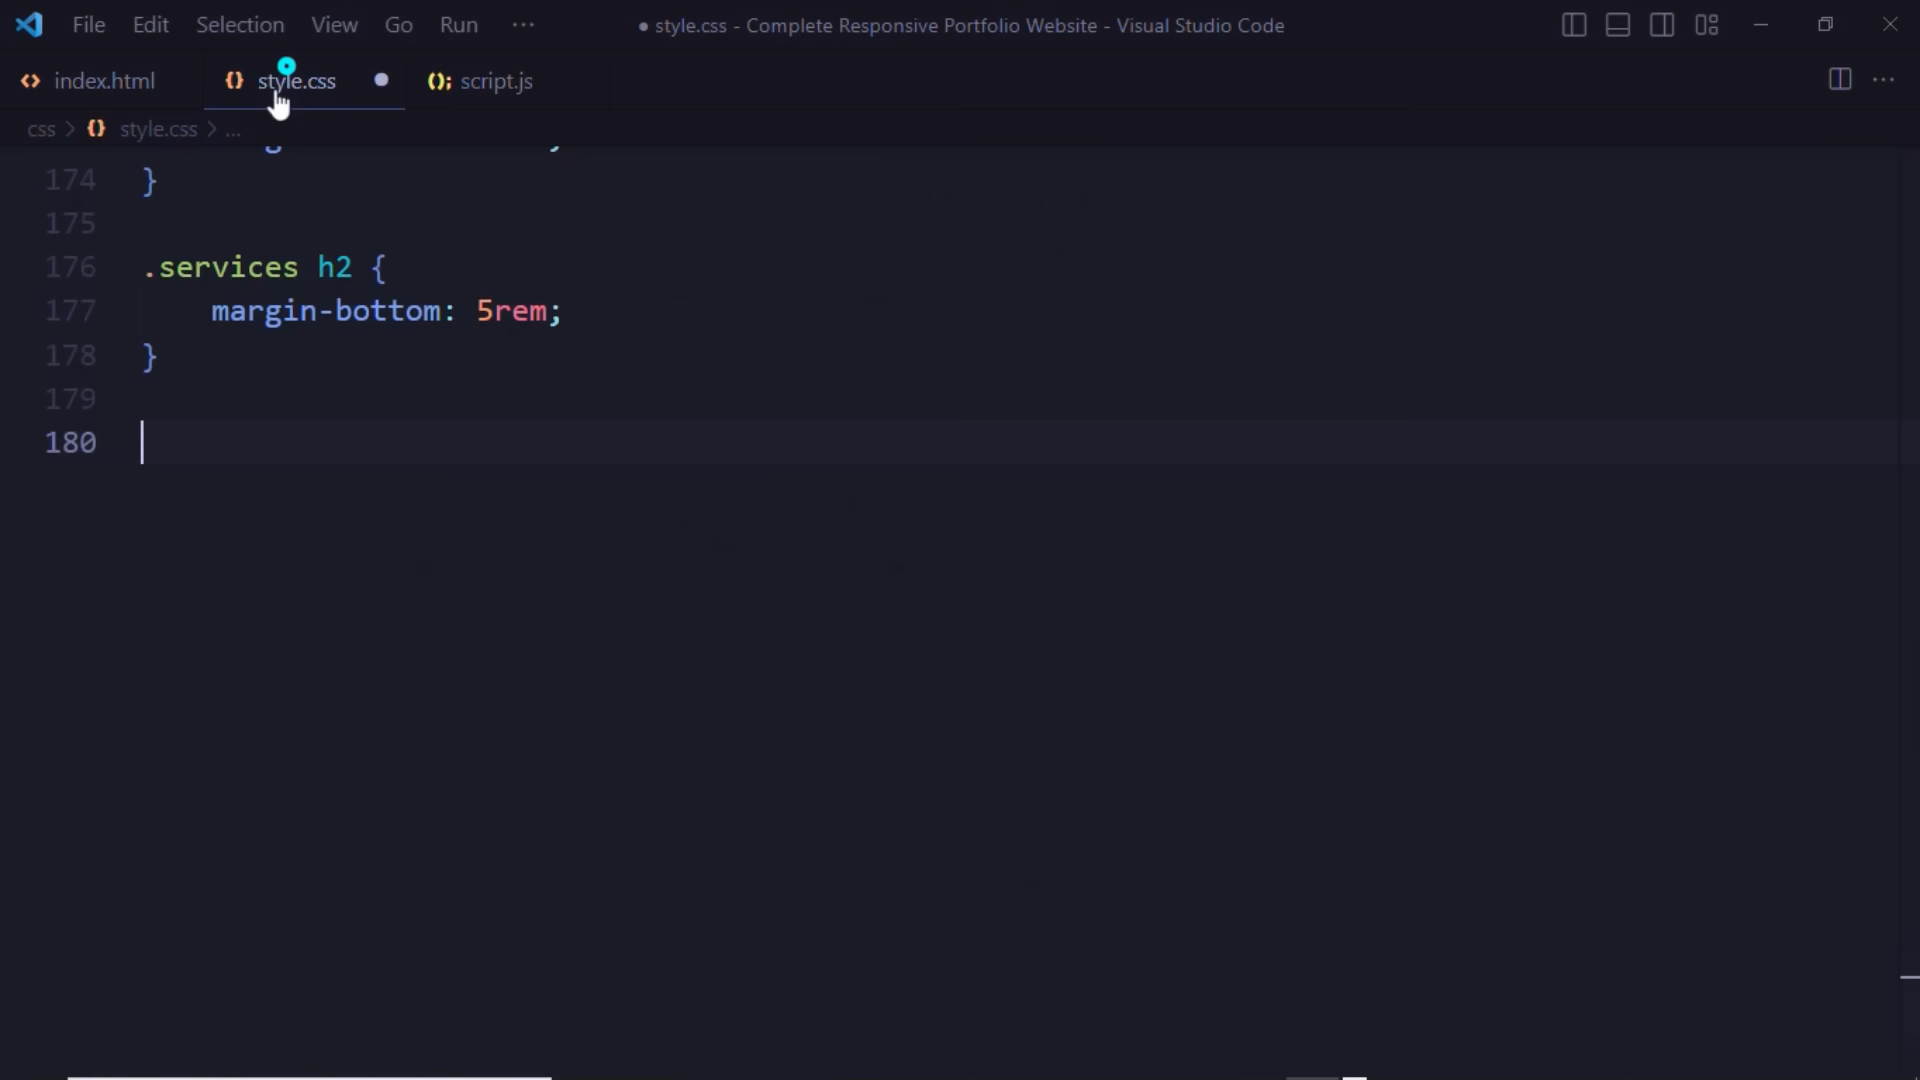 File Edit Selection View Go Run ··· ● style.css - Complete Responsive Portfolio Website - Visual Studio Code
<> index.html {} style.css ● (); script.js ···
css > {} style.css > ...
174 }
175
176 .services h2 {
177 margin-bottom: 5rem;
178 }
179
180